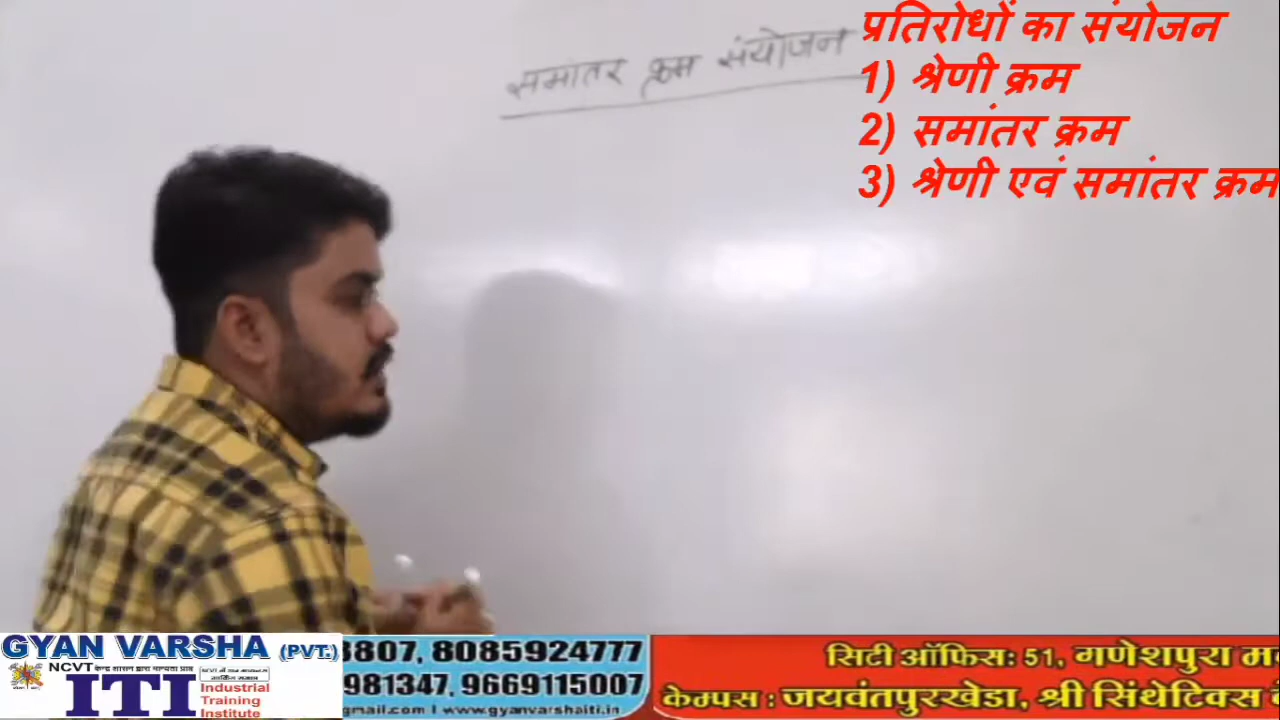 समांतर क्रम संयोजन
प्रतिरोधों का संयोजन
1) श्रेणी क्रम
2) समांतर क्रम
3) श्रेणी एवं समांतर क्रम
GYAN VARSHA (PVT.)
NCVT
ITI
Industrial
Training
Institute
8807, 8085924777
981347, 9669115007
gmail.com I www.gyanvarshaiti.in
सिटी ऑफिस: 51, गणेशपुरा म
केम्पस : जयवंतपुरखेडा, श्री सिंथेटिक्स